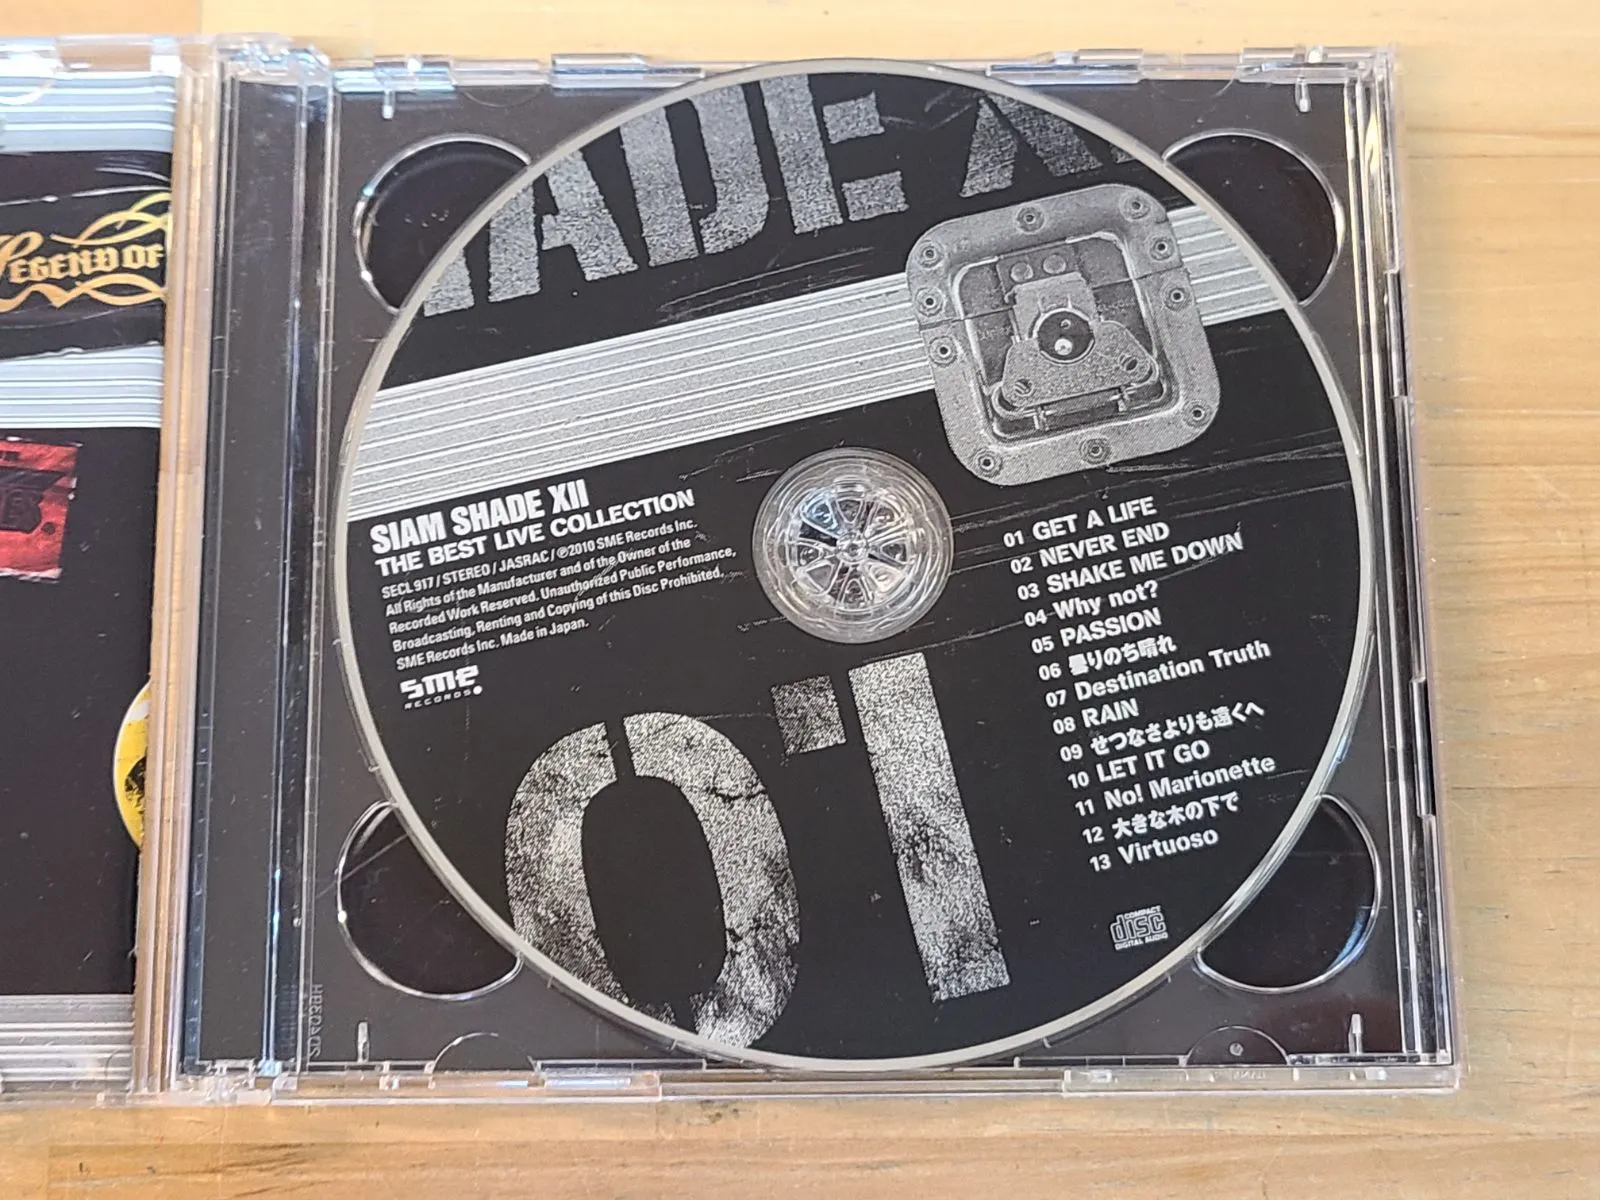 LEGEND OF
ADE X
SIAM SHADE XII
THE BEST LIVE COLLECTION
SECL 917 / STEREO / JASRAC / ℗2010 SME Records Inc.
All Rights of the Manufacturer and of the Owner of the
Recorded Work Reserved. Unauthorized Public Performance,
Broadcasting, Renting and Copying of this Disc Prohibited.
SME Records Inc. Made in Japan.
sme
RECORDS
01 GET A LIFE
02 NEVER END
03 SHAKE ME DOWN
04 Why not?
05 PASSION
06 曇りのち晴れ
07 Destination Truth
08 RAIN
09 せつなさよりも遠くへ
10 LET IT GO
11 No! Marionette
12 大きな木の下で
13 Virtuoso
01
COMPACT
disc
DIGITAL AUDIO